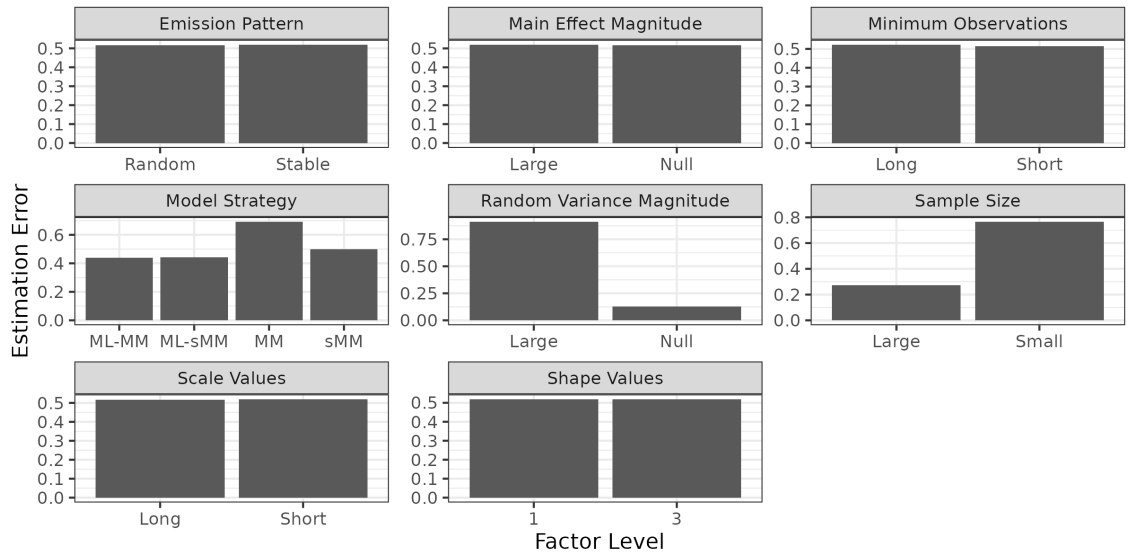 Emission Pattern
Main Effect Magnitude
Minimum Observations
0.5
0.4
0.3
0.2
0.1
0.0
Random
Stable
0.5
0.4
0.3
0.2
0.1
0.0
Large
Null
0.5
0.4
0.3
0.2
0.1
0.0
Long
Short
Estimation Error
Model Strategy
Random Variance Magnitude
Sample Size
0.6
0.4
0.2
0.0
ML-MM
ML-sMM
MM
sMM
0.75
0.50
0.25
0.00
Large
Null
0.8
0.6
0.4
0.2
0.0
Large
Small
Scale Values
Shape Values
0.5
0.4
0.3
0.2
0.1
0.0
Long
Short
0.5
0.4
0.3
0.2
0.1
0.0
1
3
Factor Level